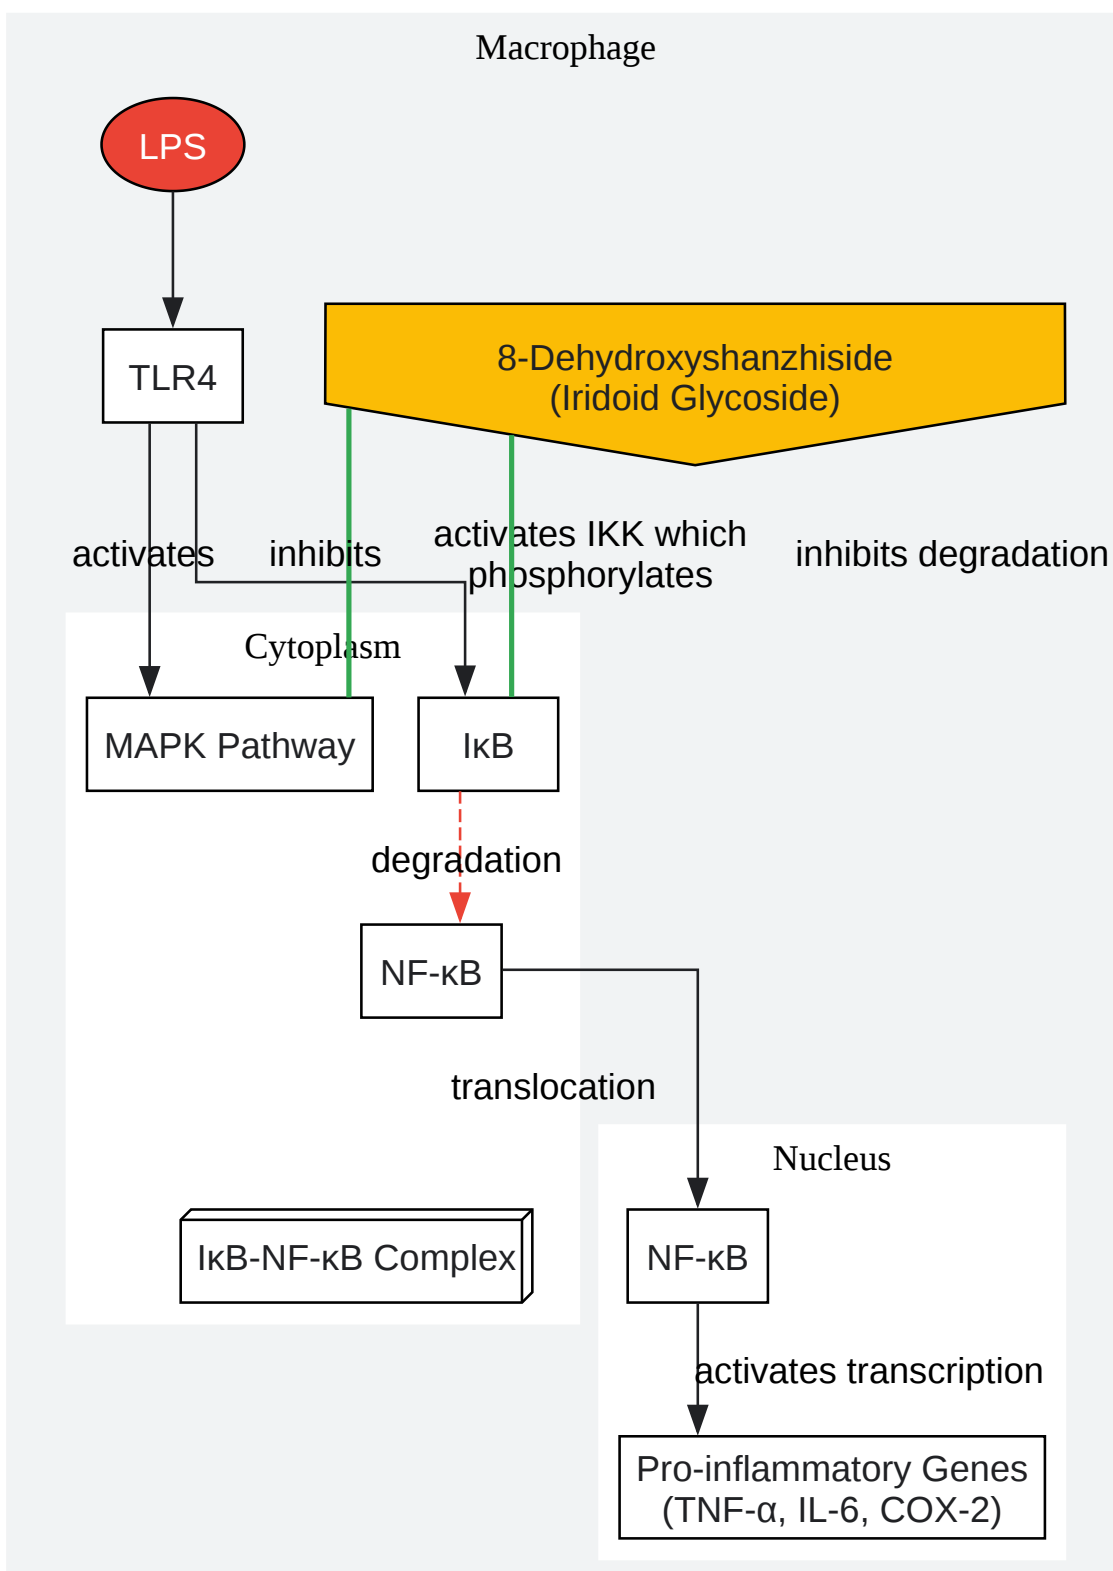 Macrophage
LPS
TLR4
8-Dehydroxyshanzhiside
(Iridoid Glycoside)
activates
inhibits
activates IKK which
phosphorylates
inhibits degradation
Cytoplasm
MAPK Pathway
IκB
degradation
NF-κB
translocation
Nucleus
IκB-NF-κB Complex
NF-κB
activates transcription
Pro-inflammatory Genes
(TNF-α, IL-6, COX-2)